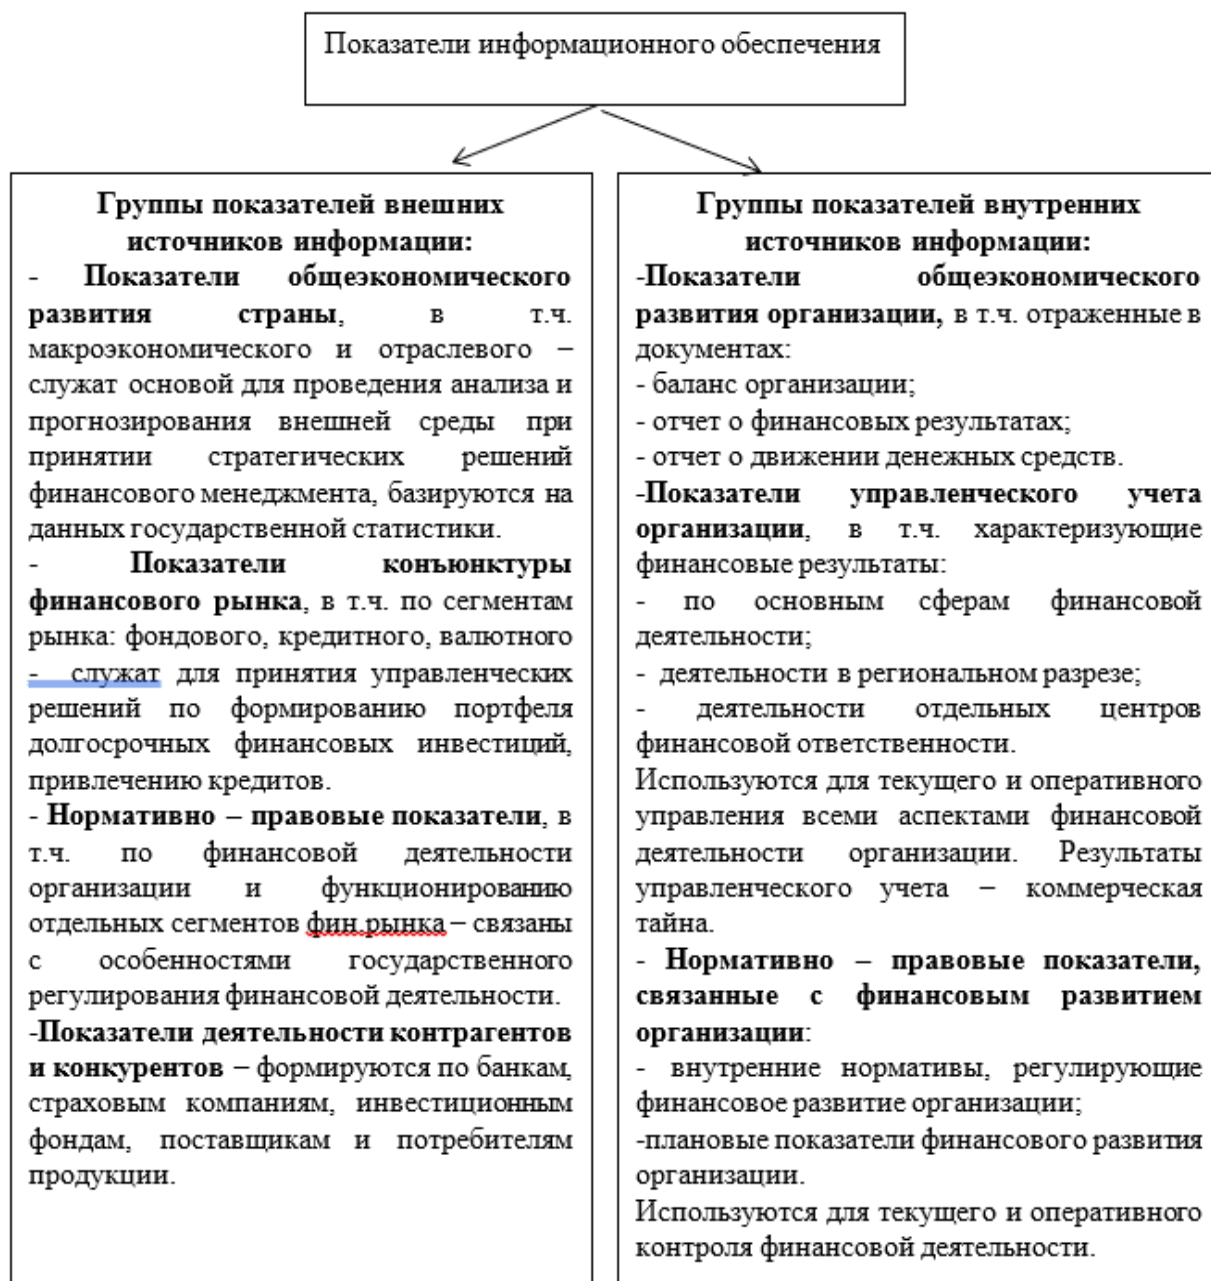 Показатели информационного обеспечения
Группы показателей внешних
источников информации:
- Показатели общеэкономического
развития страны, в т.ч.
макроэкономического и отраслевого –
служат основой для проведения анализа и
прогнозирования внешней среды при
принятии стратегических решений
финансового менеджмента, базируются на
данных государственной статистики.
- Показатели конъюнктуры
финансового рынка, в т.ч. по сегментам
рынка: фондового, кредитного, валютного
- служат для принятия управленческих
решений по формированию портфеля
долгосрочных финансовых инвестиций,
привлечению кредитов.
- Нормативно – правовые показатели, в
т.ч. по финансовой деятельности
организации и функционированию
отдельных сегментов фин.рынка – связаны
с особенностями государственного
регулирования финансовой деятельности.
-Показатели деятельности контрагентов
и конкурентов – формируются по банкам,
страховым компаниям, инвестиционным
фондам, поставщикам и потребителям
продукции.
Группы показателей внутренних
источников информации:
-Показатели общеэкономического
развития организации, в т.ч. отраженные в
документах:
- баланс организации;
- отчет о финансовых результатах;
- отчет о движении денежных средств.
-Показатели управленческого учета
организации, в т.ч. характеризующие
финансовые результаты:
- по основным сферам финансовой
деятельности;
- деятельности в региональном разрезе;
- деятельности отдельных центров
финансовой ответственности.
Используются для текущего и оперативного
управления всеми аспектами финансовой
деятельности организации. Результаты
управленческого учета – коммерческая
тайна.
- Нормативно – правовые показатели,
связанные с финансовым развитием
организации:
- внутренние нормативы, регулирующие
финансовое развитие организации;
-плановые показатели финансового развития
организации.
Используются для текущего и оперативного
контроля финансовой деятельности.